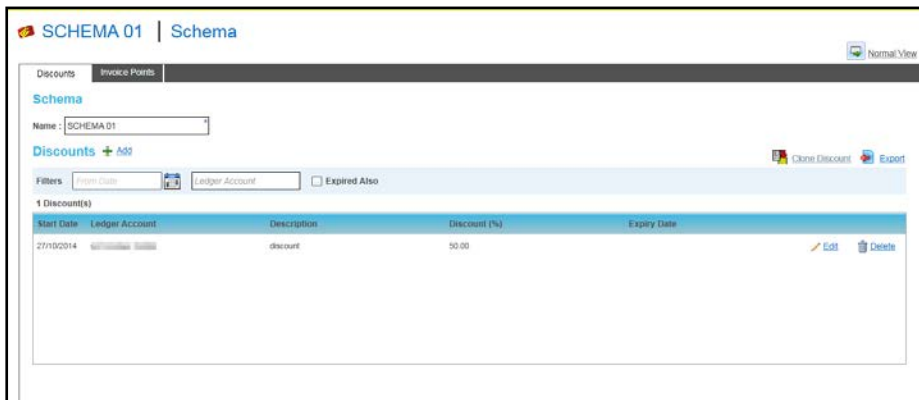 SCHEMA 01 | Schema
Normal View
Discounts Invoice Points
Schema
Name : SCHEMA 01 *
Discounts Add
Clone Discount Export
Filters From Date Ledger Account Expired Also
1 Discount(s)
Start Date Ledger Account Description Discount (%) Expiry Date
27/10/2014 discount 50.00 Edit Delete